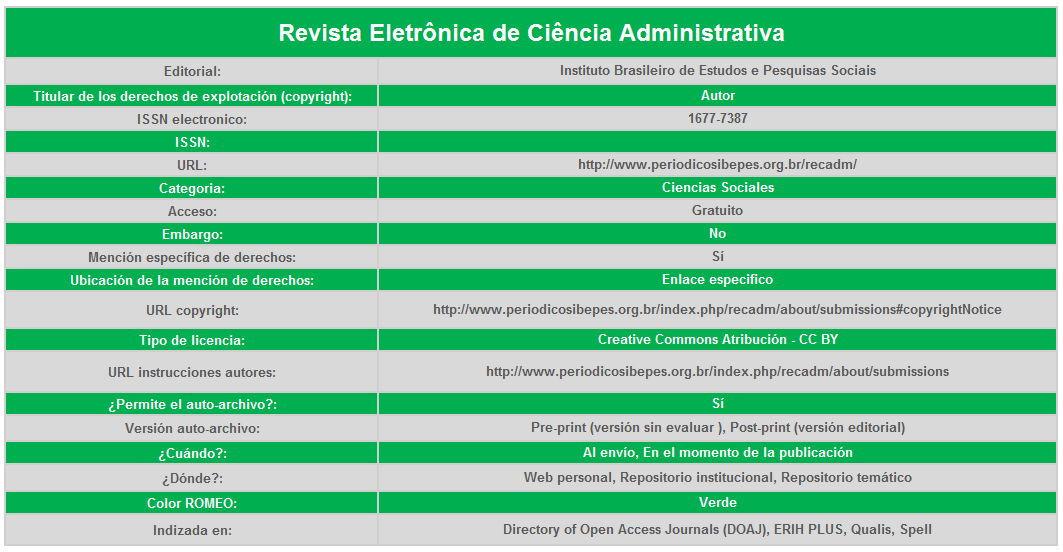 Revista Eletrônica de Ciência Administrativa
Editorial: Instituto Brasileiro de Estudos e Pesquisas Sociais
Titular de los derechos de explotación (copyright): Autor
ISSN electronico: 1677-7387
ISSN:
URL: http://www.periodicosibepes.org.br/recadm/
Categoria: Ciencias Sociales
Acceso: Gratuito
Embargo: No
Mención específica de derechos: Sí
Ubicación de la mención de derechos: Enlace específico
URL copyright: http://www.periodicosibepes.org.br/index.php/recadm/about/submissions#copyrightNotice
Tipo de licencia: Creative Commons Atribución - CC BY
URL instrucciones autores: http://www.periodicosibepes.org.br/index.php/recadm/about/submissions
¿Permite el auto-archivo?: Sí
Versión auto-archivo: Pre-print (versión sin evaluar ), Post-print (versión editorial)
¿Cuándo?: Al envío, En el momento de la publicación
¿Dónde?: Web personal, Repositorio institucional, Repositorio temático
Color ROMEO: Verde
Indizada en: Directory of Open Access Journals (DOAJ), ERIH PLUS, Qualis, Spell